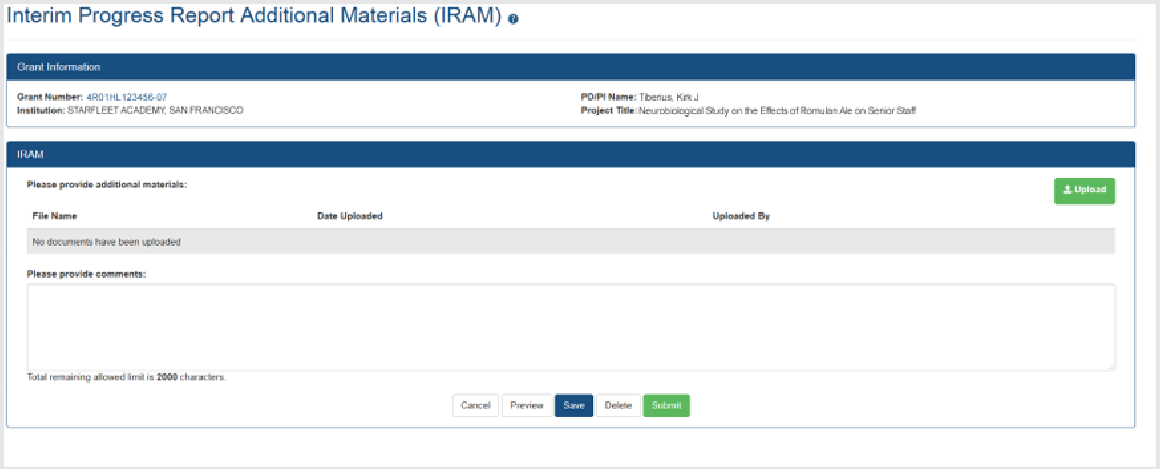 Interim Progress Report Additional Materials (IRAM)
Grant Information
Grant Number: 4R01HL123456-07
PD/PI Name: Tiberius, Kirk J
Institution: STARFLEET ACADEMY, SAN FRANCISCO
Project Title: Neurobiological Study on the Effects of Romulan Ale on Senior Staff
IRAM
Please provide additional materials:
Upload
File Name Date Uploaded Uploaded By
No documents have been uploaded
Please provide comments:
Total remaining allowed limit is 2000 characters.
Cancel Preview Save Delete Submit